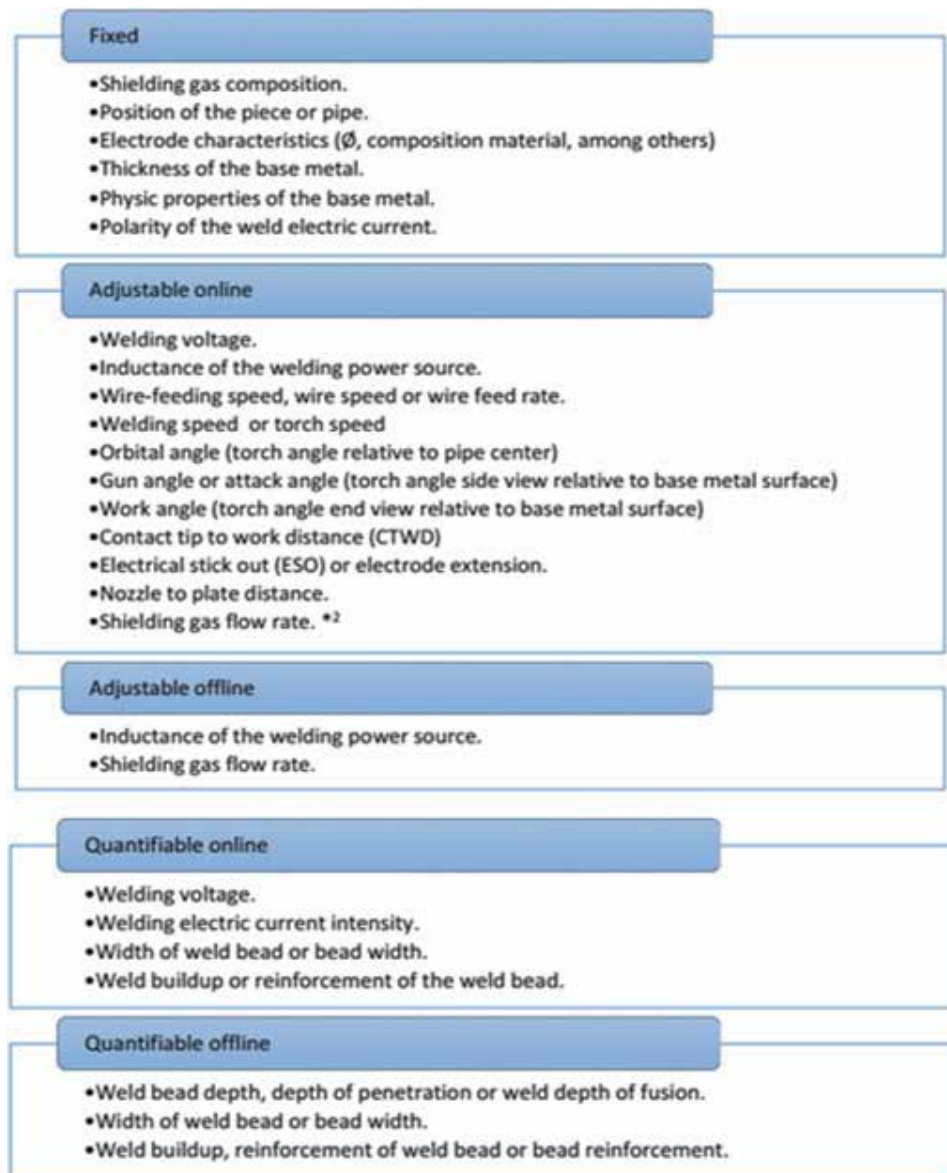 Fixed
•Shielding gas composition.
•Position of the piece or pipe.
•Electrode characteristics (Ø, composition material, among others)
•Thickness of the base metal.
•Physic properties of the base metal.
•Polarity of the weld electric current.
Adjustable online
•Welding voltage.
•Inductance of the welding power source.
•Wire-feeding speed, wire speed or wire feed rate.
•Welding speed or torch speed
•Orbital angle (torch angle relative to pipe center)
•Gun angle or attack angle (torch angle side view relative to base metal surface)
•Work angle (torch angle end view relative to base metal surface)
•Contact tip to work distance (CTWD)
•Electrical stick out (ESO) or electrode extension.
•Nozzle to plate distance.
•Shielding gas flow rate. *²
Adjustable offline
•Inductance of the welding power source.
•Shielding gas flow rate.
Quantifiable online
•Welding voltage.
•Welding electric current intensity.
•Width of weld bead or bead width.
•Weld buildup or reinforcement of the weld bead.
Quantifiable offline
•Weld bead depth, depth of penetration or weld depth of fusion.
•Width of weld bead or bead width.
•Weld buildup, reinforcement of weld bead or bead reinforcement.